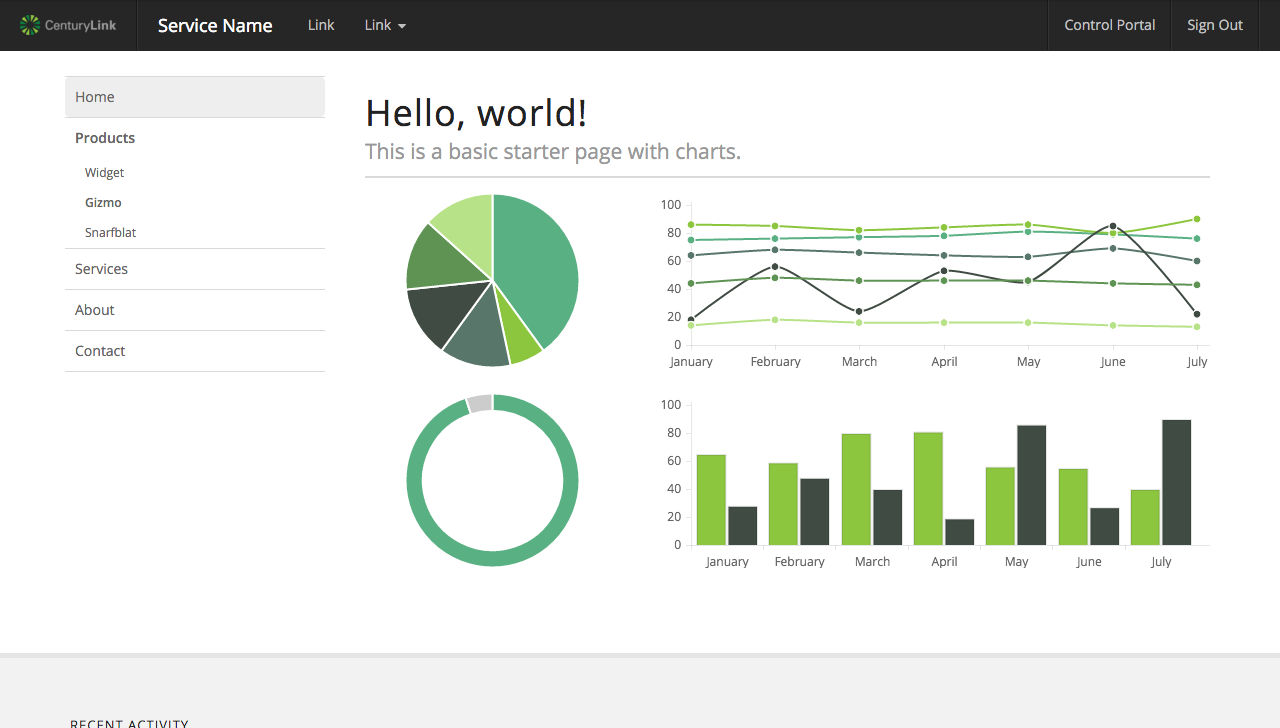 CenturyLink Service Name Link Link Control Portal Sign Out
Home
Products
Widget
Gizmo
Snarfblat
Services
About
Contact
Hello, world!
This is a basic starter page with charts.
100
80
60
40
20
0
January February March April May June July
100
80
60
40
20
0
January February March April May June July
RECENT ACTIVITY